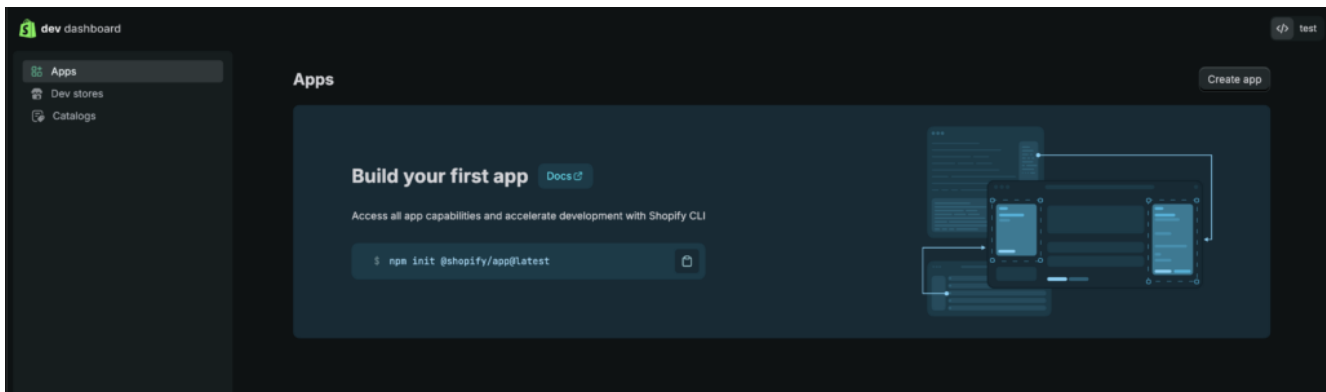 dev dashboard
</> test
Apps
Dev stores
Catalogs
Apps
Create app
Build your first app
Docs
Access all app capabilities and accelerate development with Shopify CLI
$ npm init @shopify/app@latest